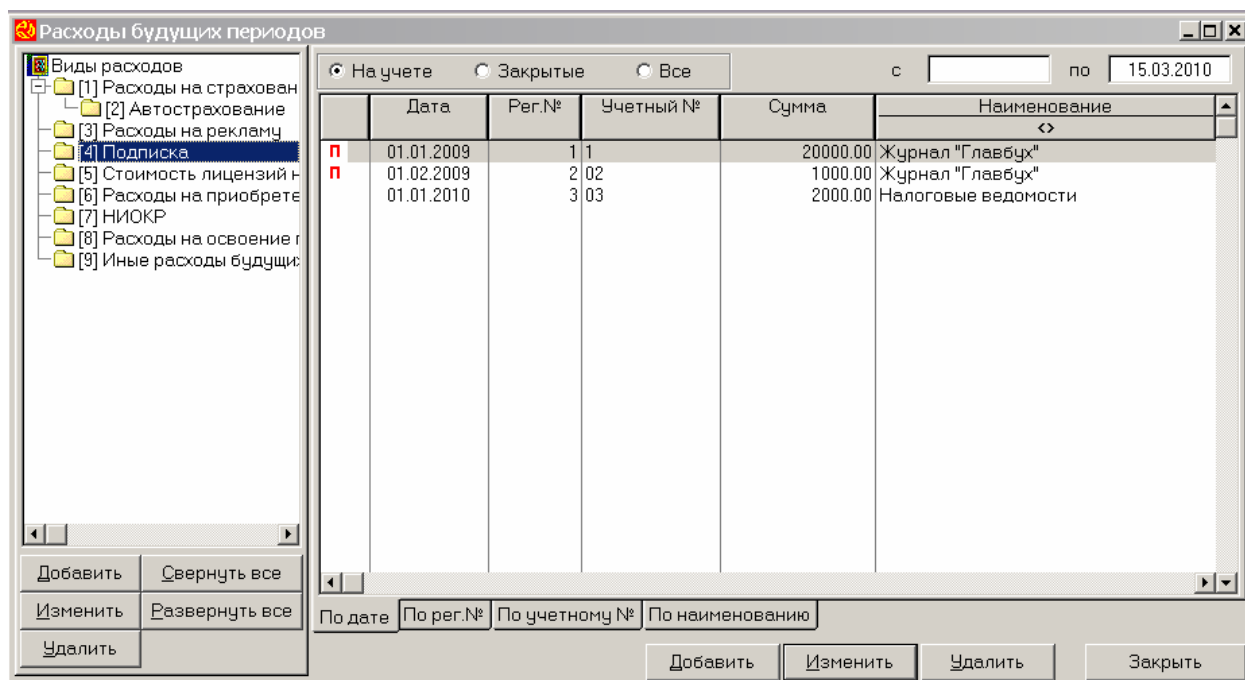 Расходы будущих периодов
Виды расходов
[1] Расходы на страхован
[2] Автострахование
[3] Расходы на рекламу
[4] Подписка
[5] Стоимость лицензий н
[6] Расходы на приобрете
[7] НИОКР
[8] Расходы на освоение г
[9] Иные расходы будущи
Добавить Свернуть все
Изменить Развернуть все
Удалить
На учете Закрытые Все с по 15.03.2010
Дата Рег.№ Учетный № Сумма Наименование
<>
П 01.01.2009 1 1 20000.00 Журнал "Главбух"
П 01.02.2009 2 02 1000.00 Журнал "Главбух"
01.01.2010 3 03 2000.00 Налоговые ведомости
По дате По рег.№ По учетному № По наименованию
Добавить Изменить Удалить Закрыть